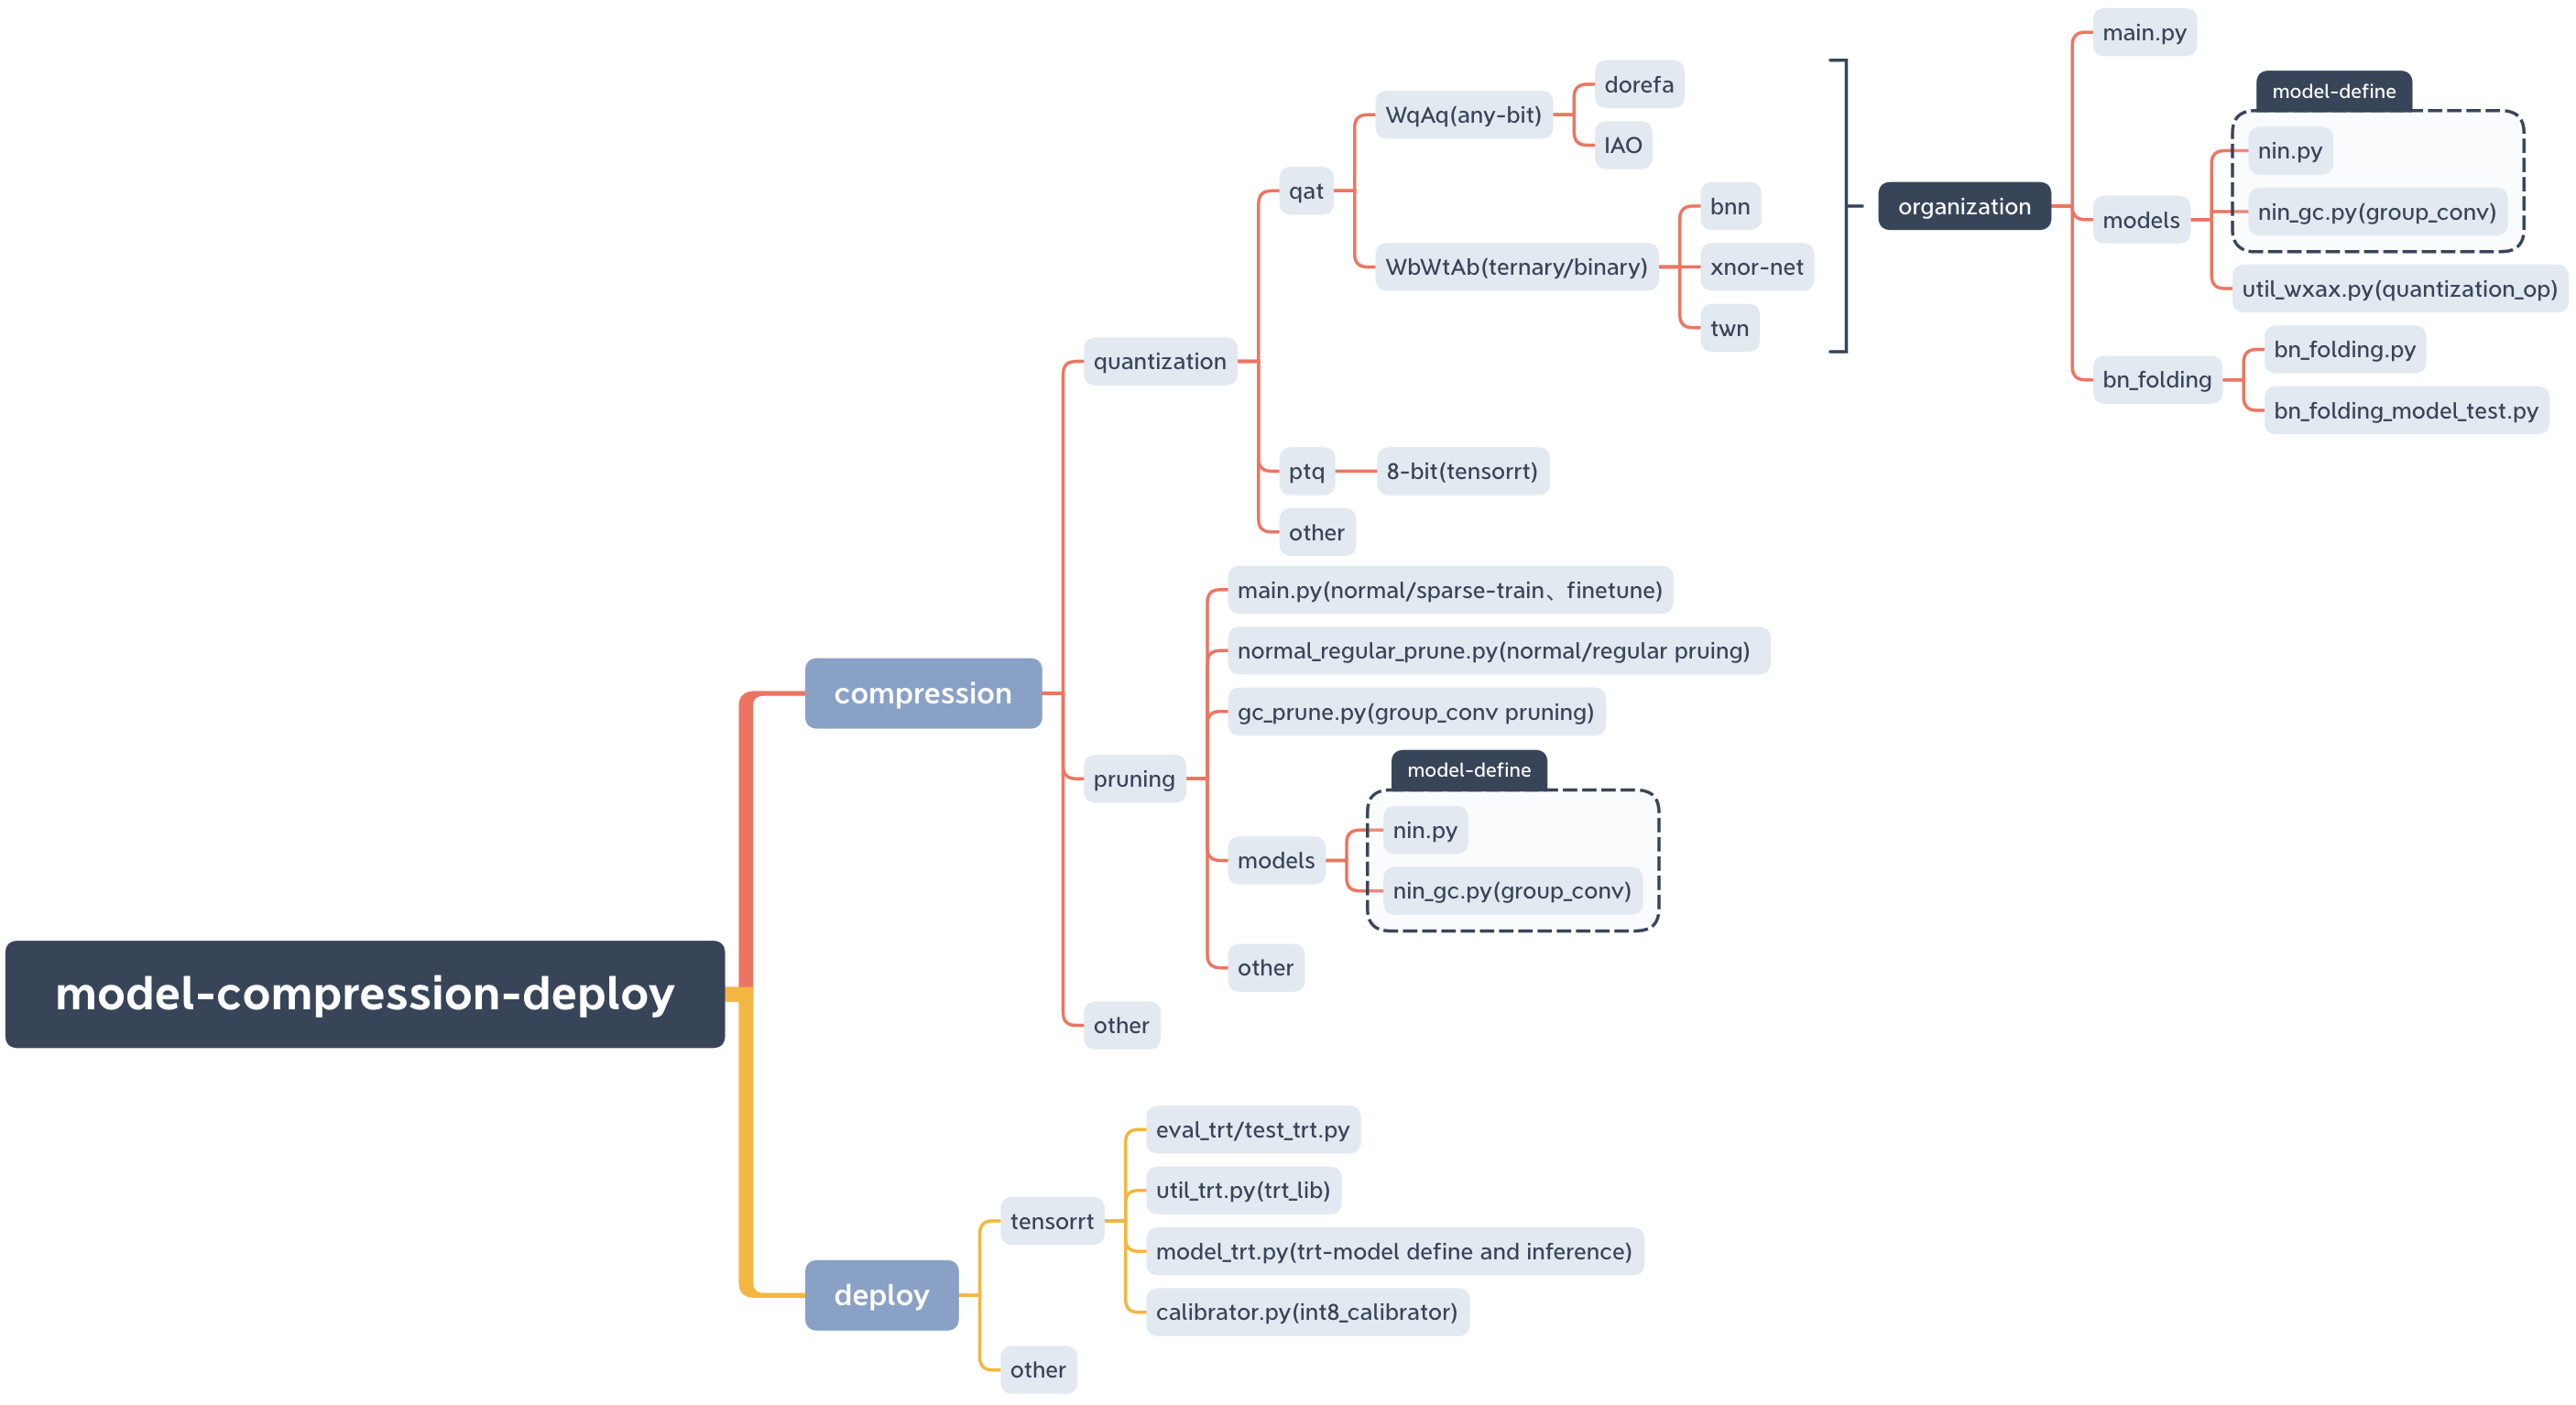 model-compression-deploy
compression
quantization
qat
WqAq(any-bit)
dorefa
IAO
WbWtAb(ternary/binary)
bnn
xnor-net
twn
organization
main.py
models
model-define
nin.py
nin_gc.py(group_conv)
util_wxax.py(quantization_op)
bn_folding
bn_folding.py
bn_folding_model_test.py
ptq
8-bit(tensorrt)
other
pruning
main.py(normal/sparse-train、finetune)
normal_regular_prune.py(normal/regular pruing)
gc_prune.py(group_conv pruning)
models
model-define
nin.py
nin_gc.py(group_conv)
other
other
deploy
tensorrt
eval_trt/test_trt.py
util_trt.py(trt_lib)
model_trt.py(trt-model define and inference)
calibrator.py(int8_calibrator)
other